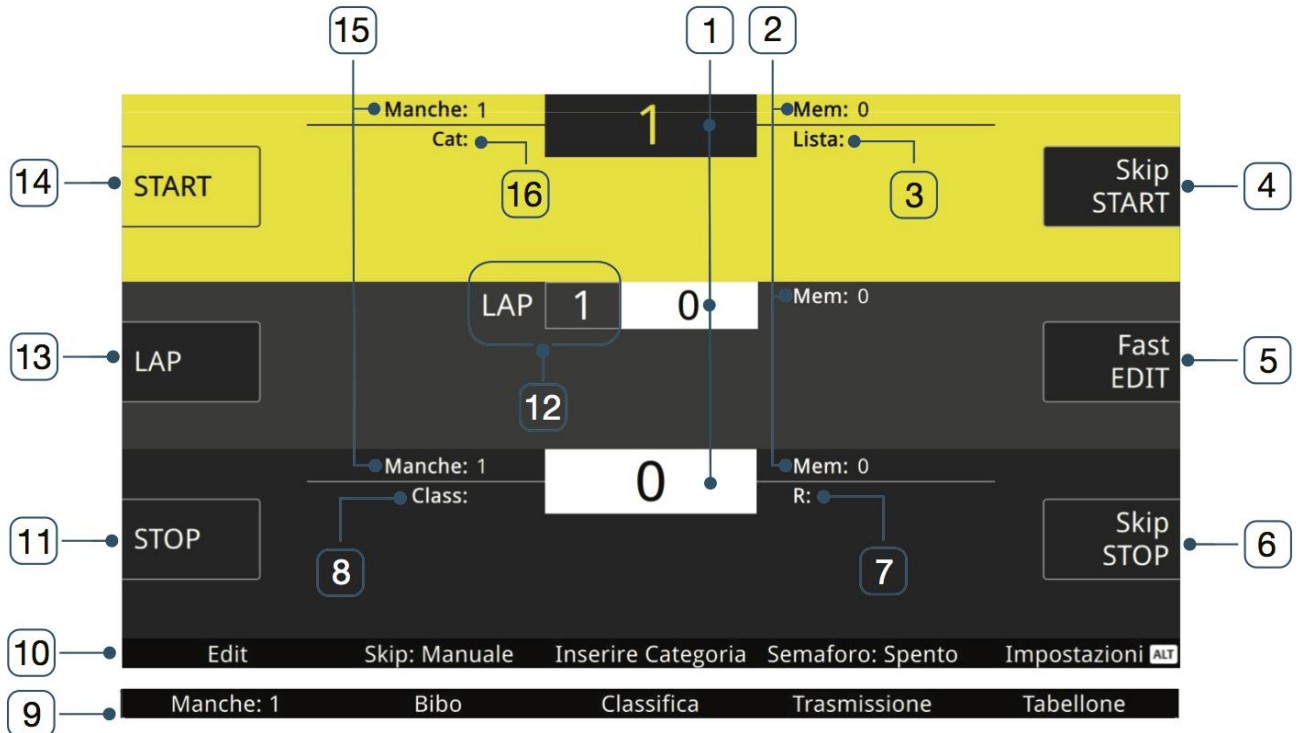 15
1
2
Manche: 1
1
Mem: 0
Cat:
Lista:
14
START
16
3
Skip
START
4
LAP
1
0
Mem: 0
13
LAP
12
Fast
EDIT
5
Manche: 1
0
Mem: 0
Class:
R:
11
STOP
8
7
Skip
STOP
6
10
Edit Skip: Manuale Inserire Categoria Semaforo: Spento Impostazioni ALT
9
Manche: 1 Bibo Classifica Trasmissione Tabellone